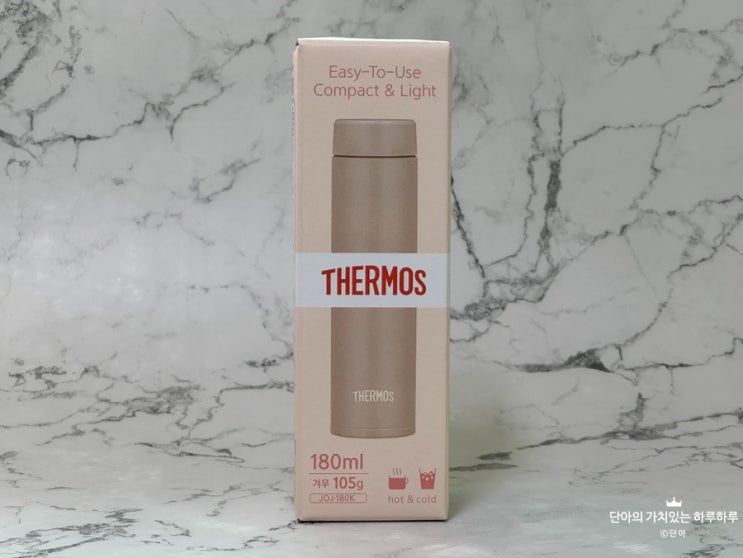 Easy-To-Use
Compact & Light
THERMOS
THERMOS
180ml
겨우 105g
JOJ-180K
hot & cold
단아의 가치있는 하루하루
©단아